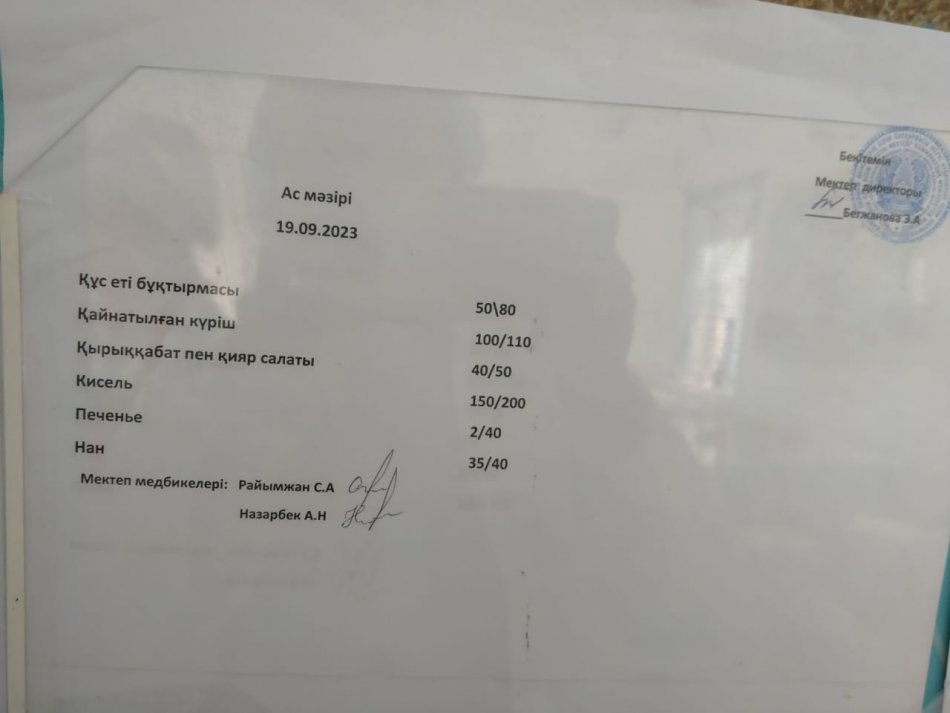 Бекітемін
Мектеп директоры
_____Бегжанова З.А
Ас мәзірі
19.09.2023
Құс еті бұқтырмасы 50\80
Қайнатылған күріш 100/110
Қырыққабат пен қияр салаты 40/50
Кисель 150/200
Печенье 2/40
Нан 35/40
Мектеп медбикелері: Райымжан С.А
Назарбек А.Н